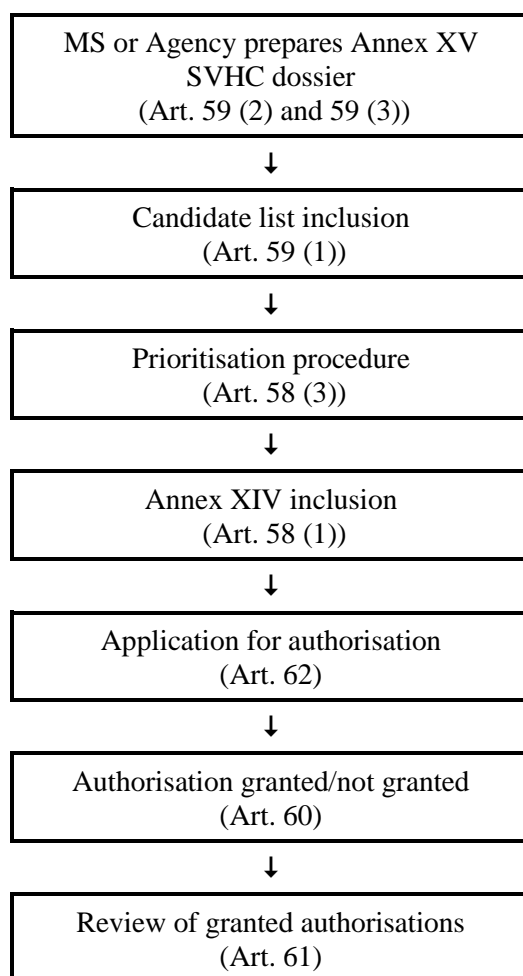 MS or Agency prepares Annex XV
SVHC dossier
(Art. 59 (2) and 59 (3))
↓
Candidate list inclusion
(Art. 59 (1))
↓
Prioritisation procedure
(Art. 58 (3))
↓
Annex XIV inclusion
(Art. 58 (1))
↓
Application for authorisation
(Art. 62)
↓
Authorisation granted/not granted
(Art. 60)
↓
Review of granted authorisations
(Art. 61)